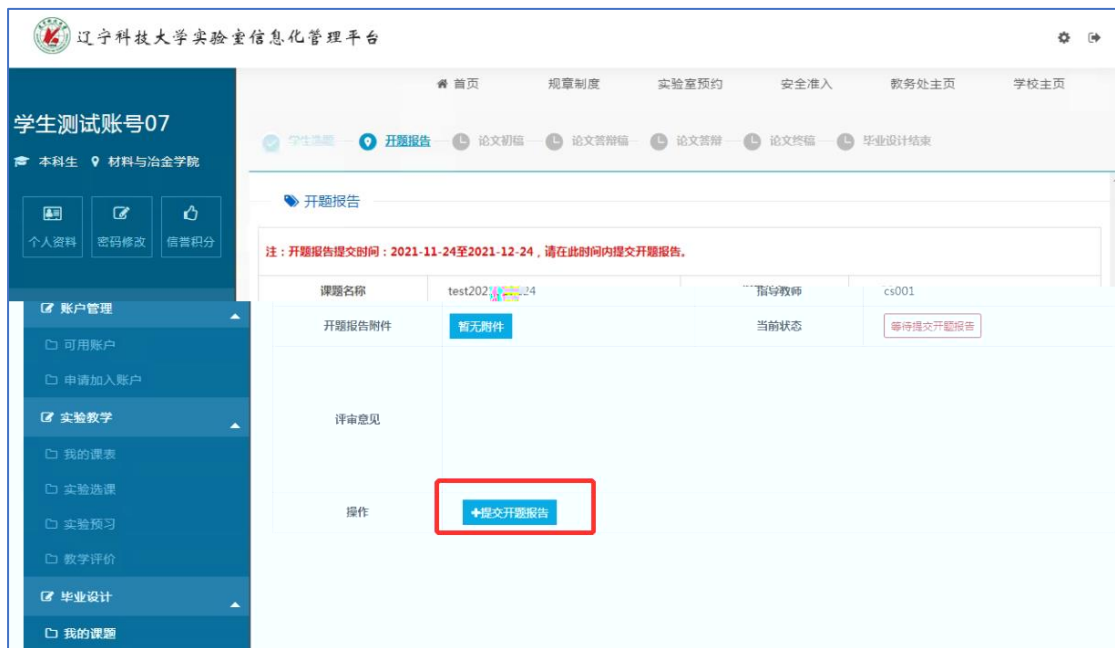 辽宁科技大学实验室信息化管理平台
首页 规章制度 实验室预约 安全准入 教务处主页 学校主页
学生测试账号07
本科生 材料与冶金学院
个人资料 密码修改 信誉积分
学生选题 开题报告 论文初稿 论文答辩稿 论文答辩 论文终稿 毕业设计结束
开题报告
注：开题报告提交时间：2021-11-24至2021-12-24，请在此时间内提交开题报告。
课题名称 test202 24 指导教师 cs001
开题报告附件 暂无附件 当前状态 等待提交开题报告
评审意见
操作 +提交开题报告
账户管理
可用账户
申请加入账户
实验教学
我的课表
实验选课
实验预习
教学评价
毕业设计
我的课题